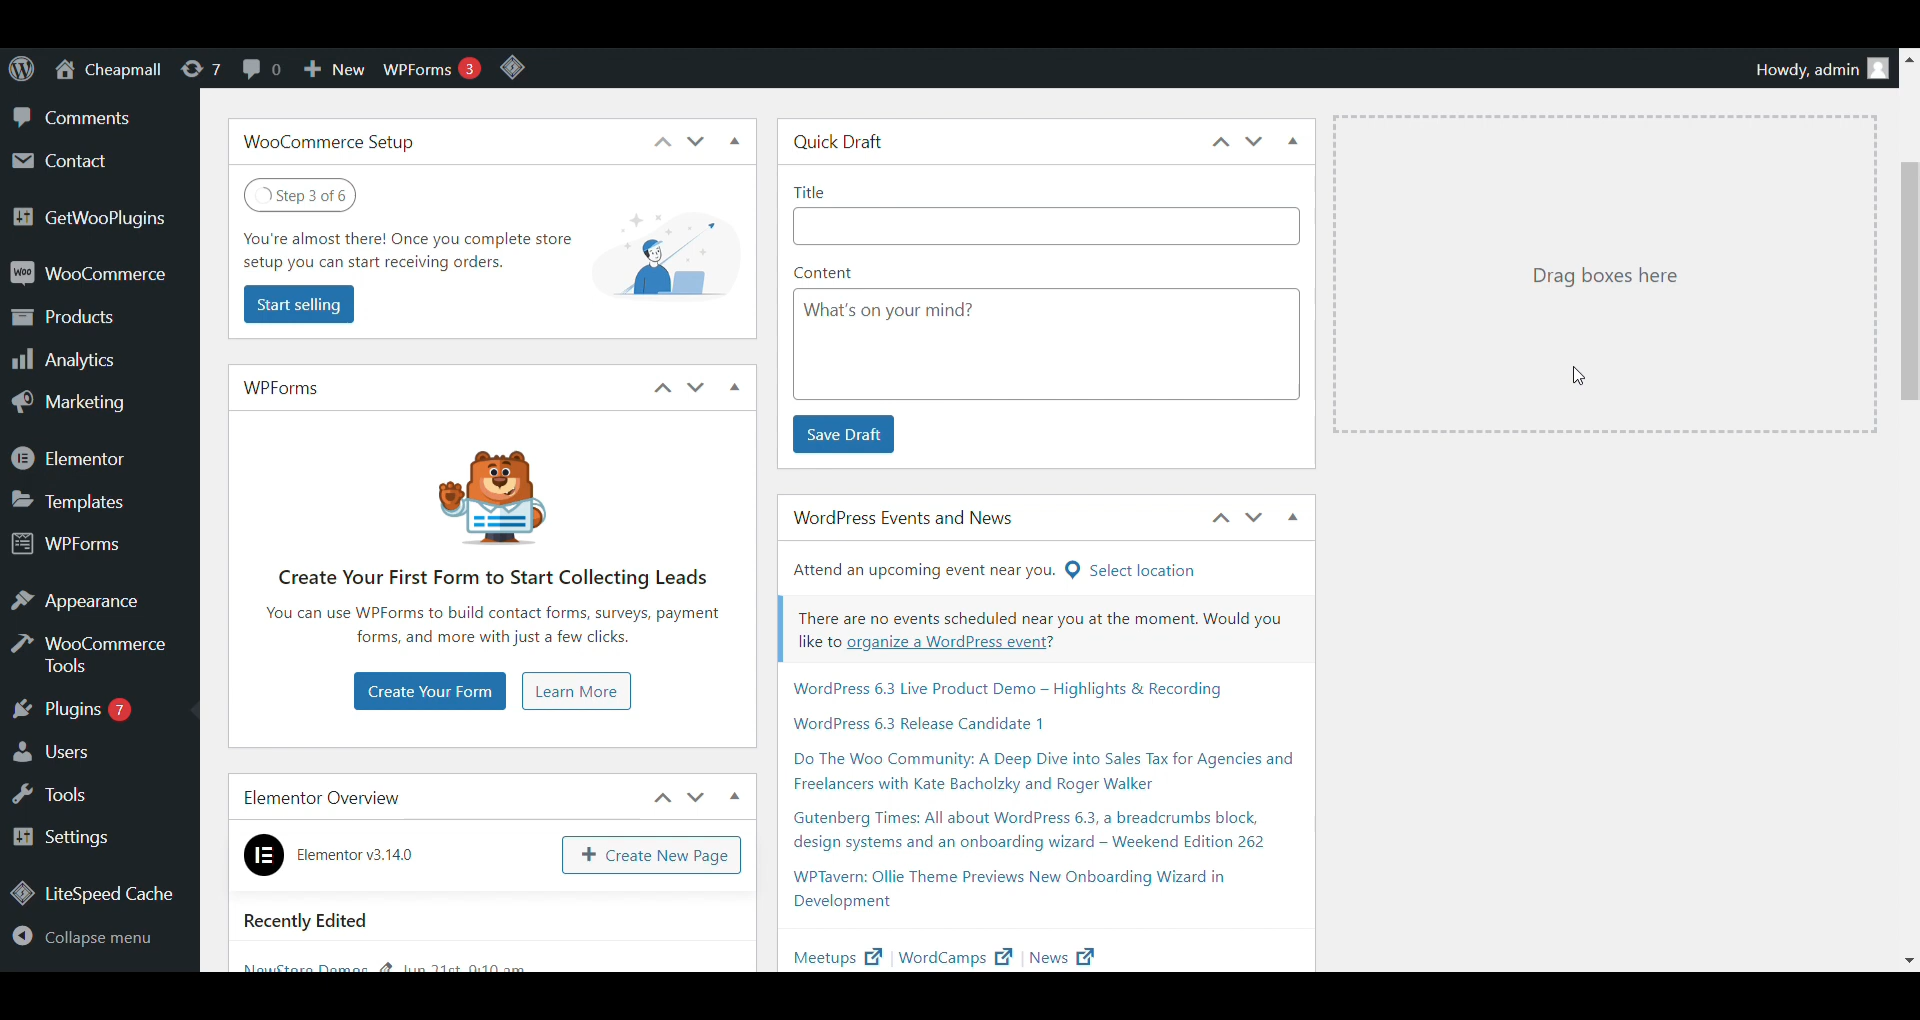 Cheapmall 7 0 New WPForms 3 Howdy, admin
Comments
Contact
GetWooPlugins
Woo WooCommerce
Products
Analytics
Marketing
Elementor
Templates
WPForms
Appearance
WooCommerce
Tools
Plugins 7
Users
Tools
Settings
LiteSpeed Cache
Collapse menu
WooCommerce Setup
Step 3 of 6
You're almost there! Once you complete store
setup you can start receiving orders.
Start selling
WPForms
Create Your First Form to Start Collecting Leads
You can use WPForms to build contact forms, surveys, payment
forms, and more with just a few clicks.
Create Your Form Learn More
Elementor Overview
Elementor v3.14.0 Create New Page
Recently Edited
NewStore Demos Jun 21st, 9:10 am
Quick Draft
Title
Content
What's on your mind?
Save Draft
WordPress Events and News
Attend an upcoming event near you. Select location
There are no events scheduled near you at the moment. Would you
like to organize a WordPress event?
WordPress 6.3 Live Product Demo – Highlights & Recording
WordPress 6.3 Release Candidate 1
Do The Woo Community: A Deep Dive into Sales Tax for Agencies and
Freelancers with Kate Bacholzky and Roger Walker
Gutenberg Times: All about WordPress 6.3, a breadcrumbs block,
design systems and an onboarding wizard – Weekend Edition 262
WPTavern: Ollie Theme Previews New Onboarding Wizard in
Development
Meetups | WordCamps | News
Drag boxes here